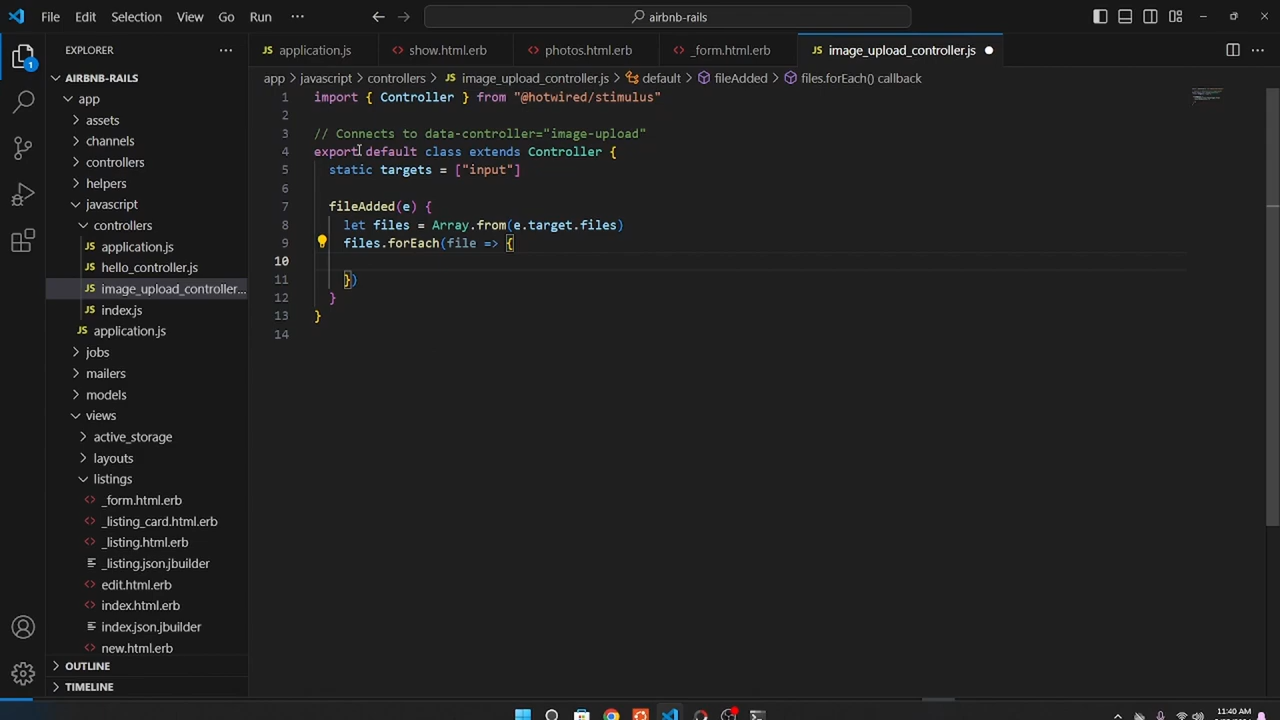 File Edit Selection View Go Run ··· airbnb-rails
EXPLORER ···
application.js show.html.erb photos.html.erb _form.html.erb image_upload_controller.js
AIRBNB-RAILS
app > javascript > controllers > image_upload_controller.js > default > fileAdded > files.forEach() callback
app
assets
channels
controllers
helpers
javascript
controllers
JS application.js
JS hello_controller.js
JS image_upload_controller...
JS index.js
JS application.js
jobs
mailers
models
views
active_storage
layouts
listings
_form.html.erb
_listing_card.html.erb
_listing.html.erb
_listing.json.jbuilder
edit.html.erb
index.html.erb
index.json.jbuilder
new.html.erb
OUTLINE
TIMELINE
1 import { Controller } from "@hotwired/stimulus"
2
3 // Connects to data-controller="image-upload"
4 export default class extends Controller {
5 static targets = ["input"]
6
7 fileAdded(e) {
8 let files = Array.from(e.target.files)
9 files.forEach(file => {
10
11 })
12 }
13 }
14
1
11:40 AM